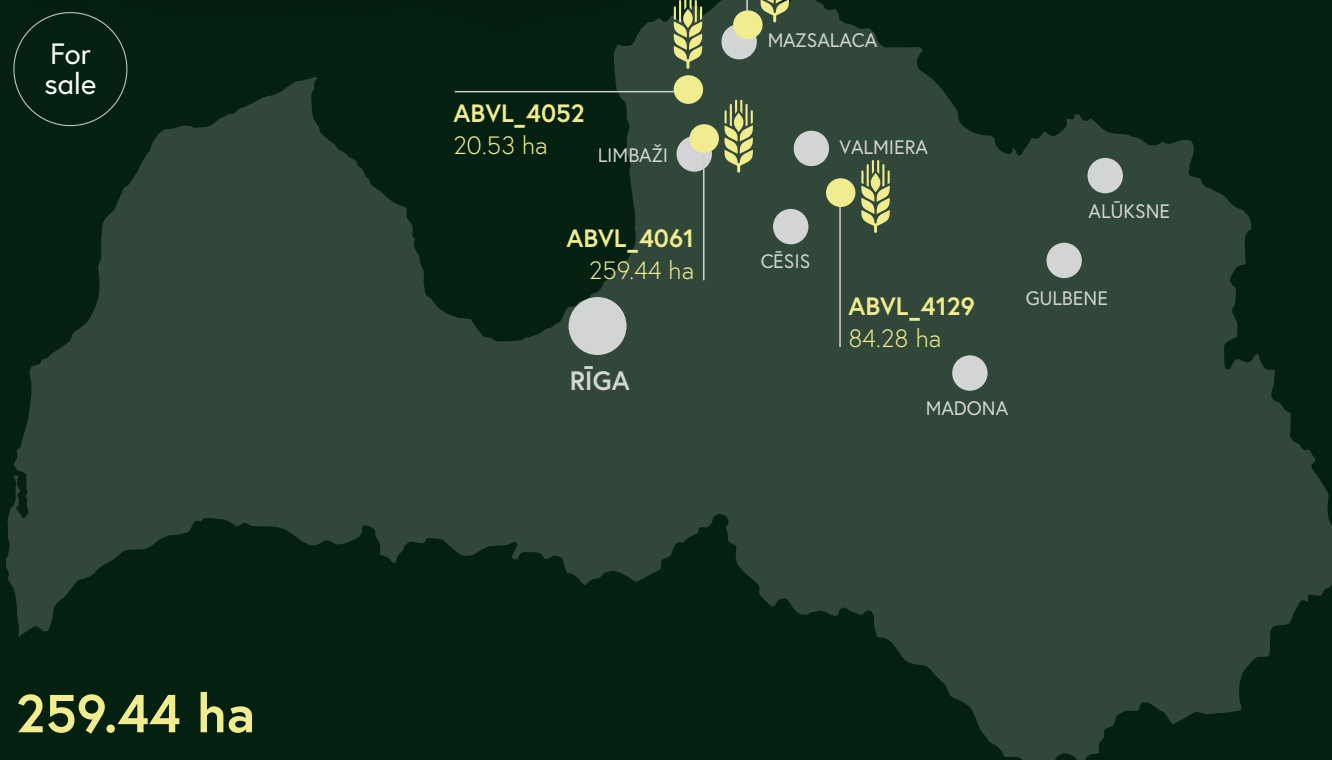 For
sale
MAZSALACA
ABVL_4052
20.53 ha
LIMBAŽI
VALMIERA
ALŪKSNE
ABVL_4061
259.44 ha
CĒSIS
GULBENE
ABVL_4129
84.28 ha
RĪGA
MADONA
259.44 ha